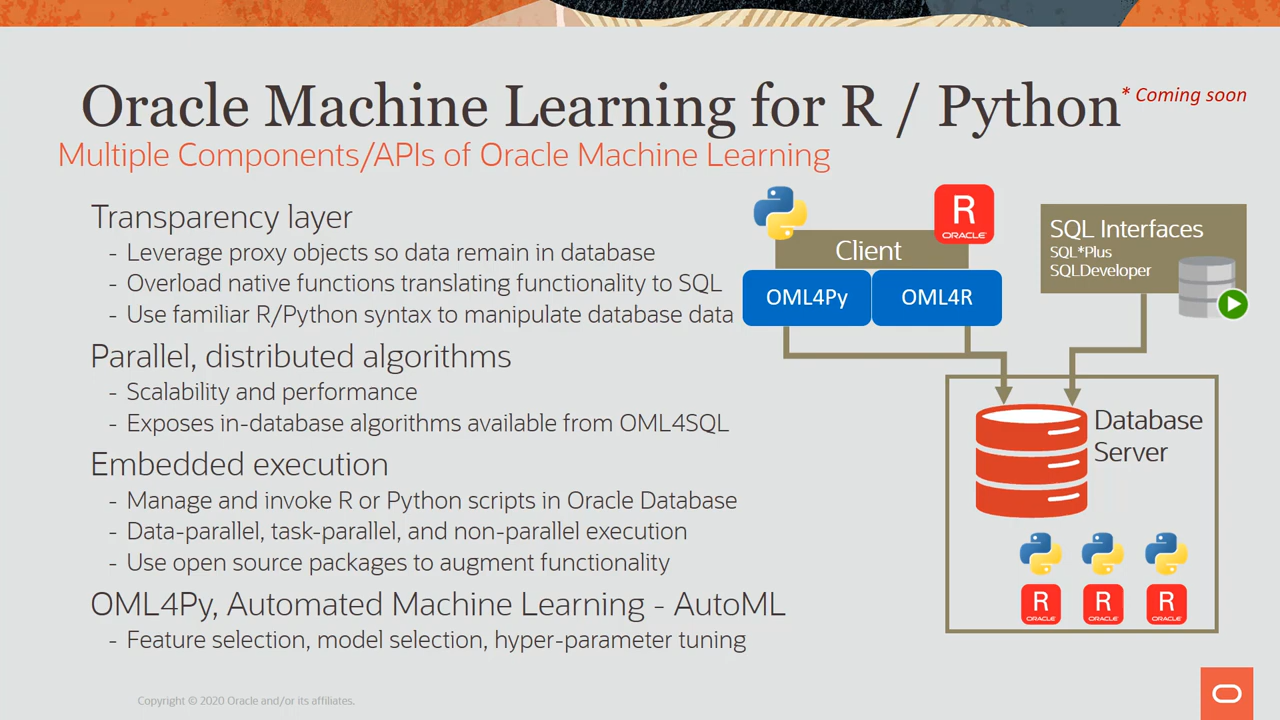 Oracle Machine Learning for R / Python
* Coming soon
Multiple Components/APIs of Oracle Machine Learning
Transparency layer
- Leverage proxy objects so data remain in database
- Overload native functions translating functionality to SQL
- Use familiar R/Python syntax to manipulate database data
Parallel, distributed algorithms
- Scalability and performance
- Exposes in-database algorithms available from OML4SQL
Embedded execution
- Manage and invoke R or Python scripts in Oracle Database
- Data-parallel, task-parallel, and non-parallel execution
- Use open source packages to augment functionality
OML4Py, Automated Machine Learning - AutoML
- Feature selection, model selection, hyper-parameter tuning
R
ORACLE
Client
OML4Py
OML4R
SQL Interfaces
SQL*Plus
SQLDeveloper
Database
Server
R
ORACLE
R
ORACLE
R
ORACLE
Copyright © 2020 Oracle and/or its affiliates.